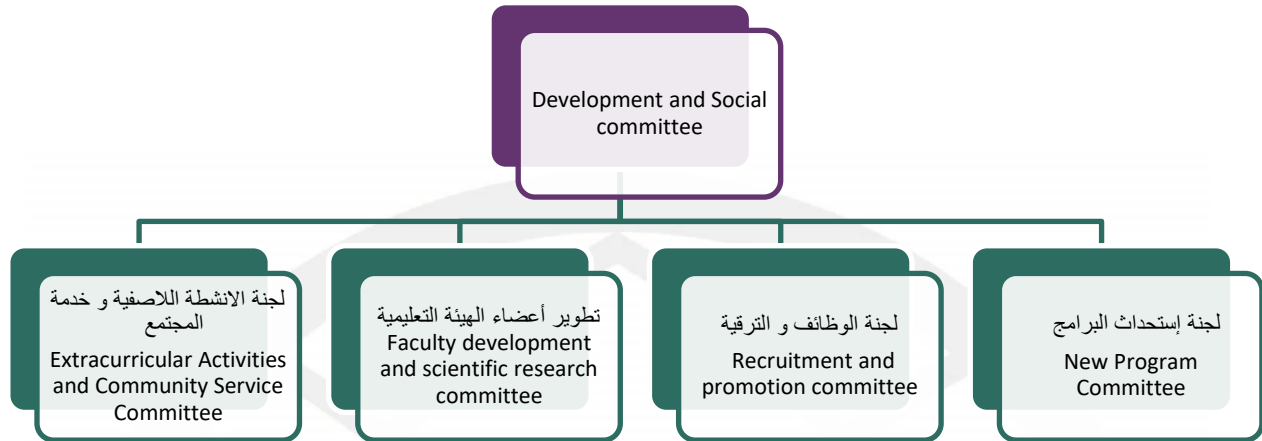 Development and Social
committee
لجنة الانشطة اللاصفية و خدمة
المجتمع
Extracurricular Activities
and Community Service
Committee
تطوير أعضاء الهيئة التعليمية
Faculty development
and scientific research
committee
لجنة الوظائف و الترقية
Recruitment and
promotion committee
لجنة إستحداث البرامج
New Program
Committee